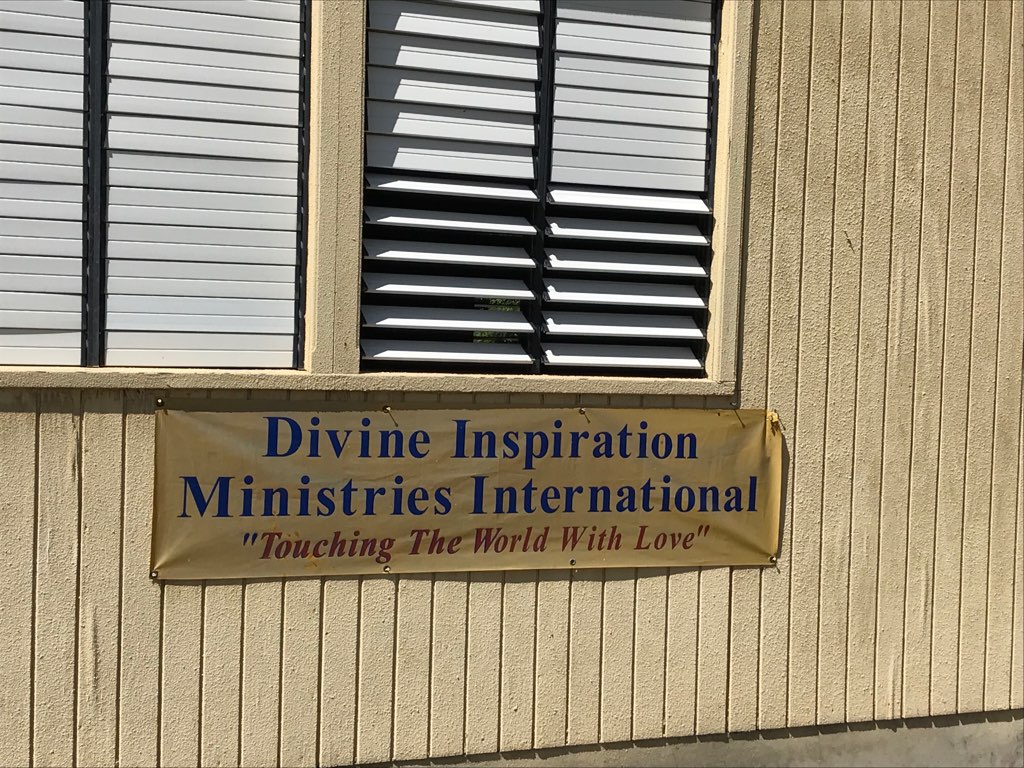 Divine Inspiration
Ministries International
"Touching The World With Love"